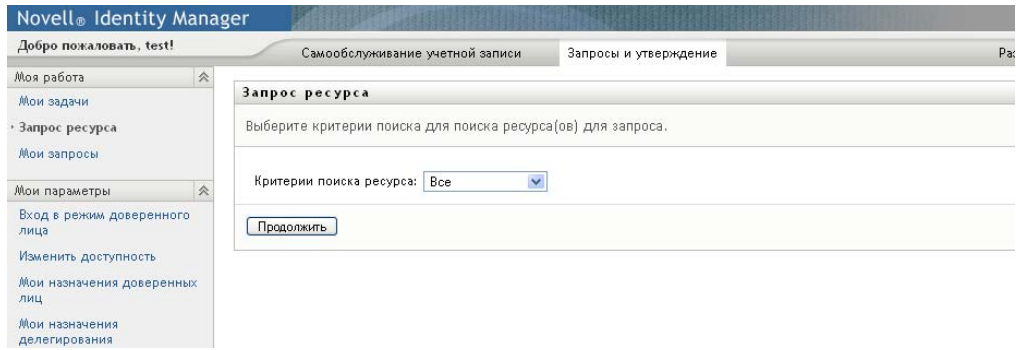 Novell® Identity Manager
Добро пожаловать, test!
Самообслуживание учетной записи
Запросы и утверждение
Раз
Моя работа
Мои задачи
Запрос ресурса
Мои запросы
Мои параметры
Вход в режим доверенного
лица
Изменить доступность
Мои назначения доверенных
лиц
Мои назначения
делегирования
Запрос ресурса
Выберите критерии поиска для поиска ресурса(ов) для запроса.
Критерии поиска ресурса: Все
Продолжить